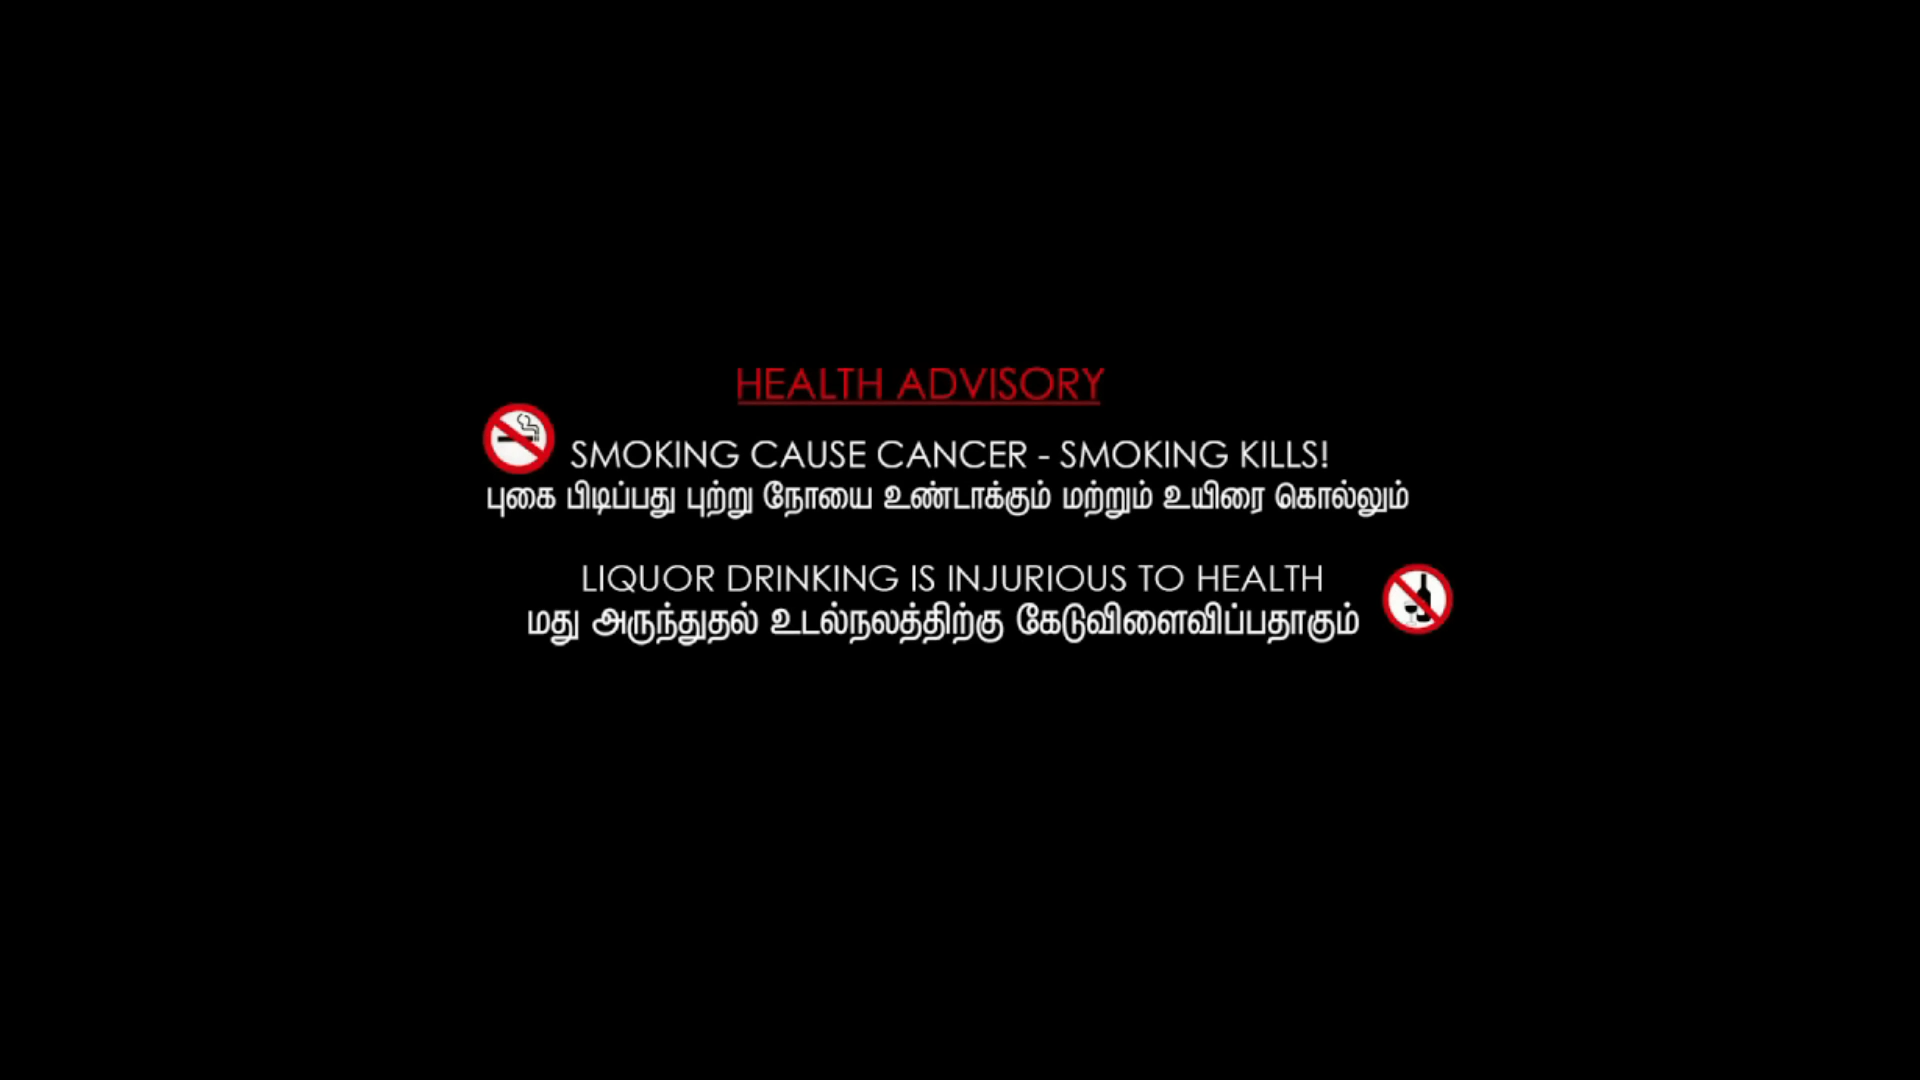 HEALTH ADVISORY
SMOKING CAUSE CANCER - SMOKING KILLS!
புகை பிடிப்பது புற்று நோயை உண்டாக்கும் மற்றும் உயிரை கொல்லும்
LIQUOR DRINKING IS INJURIOUS TO HEALTH
மது அருந்துதல் உடல்நலத்திற்கு கேடுவிளைவிப்பதாகும்